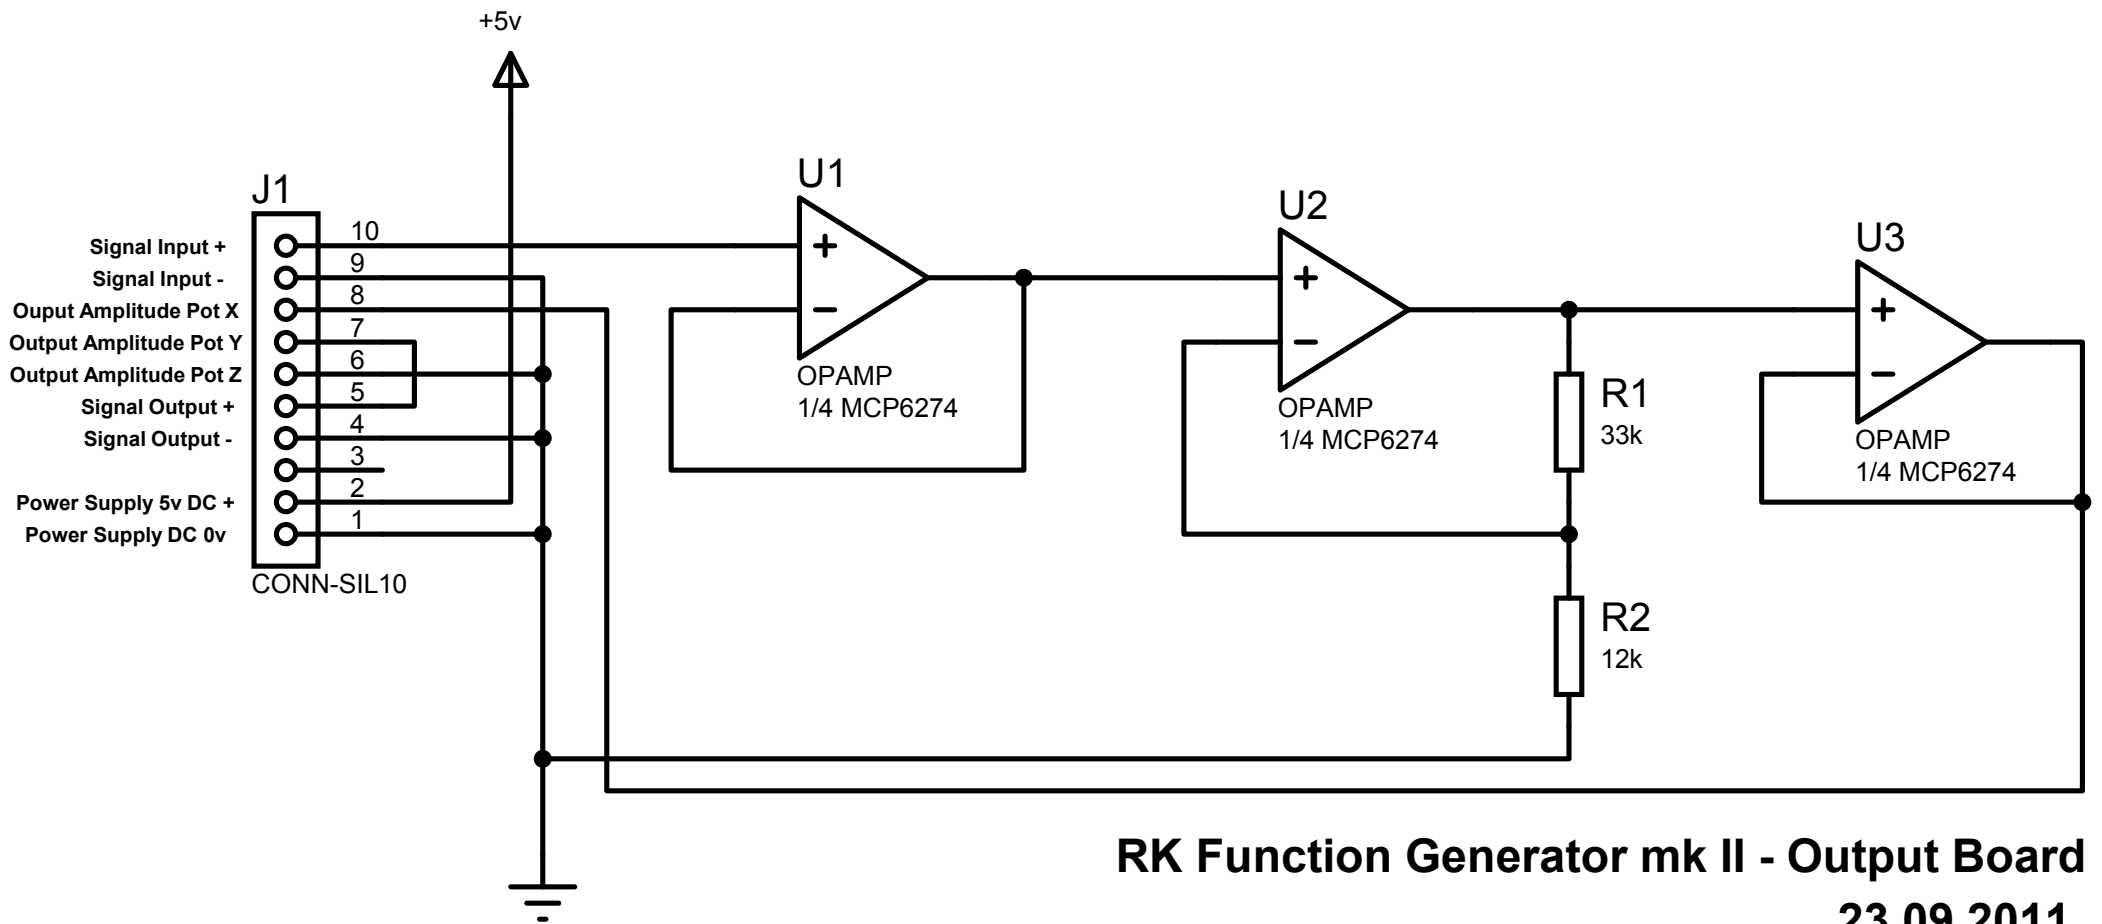 +5v
J1
Signal Input +
10
Signal Input -
9
Ouput Amplitude Pot X
8
Output Amplitude Pot Y
7
Output Amplitude Pot Z
6
Signal Output +
5
Signal Output -
4
3
Power Supply 5v DC +
2
Power Supply DC 0v
1
CONN-SIL10
U1
+
-
OPAMP
1/4 MCP6274
U2
+
-
OPAMP
1/4 MCP6274
R1
33k
R2
12k
U3
+
-
OPAMP
1/4 MCP6274
RK Function Generator mk II - Output Board
23.09.2011